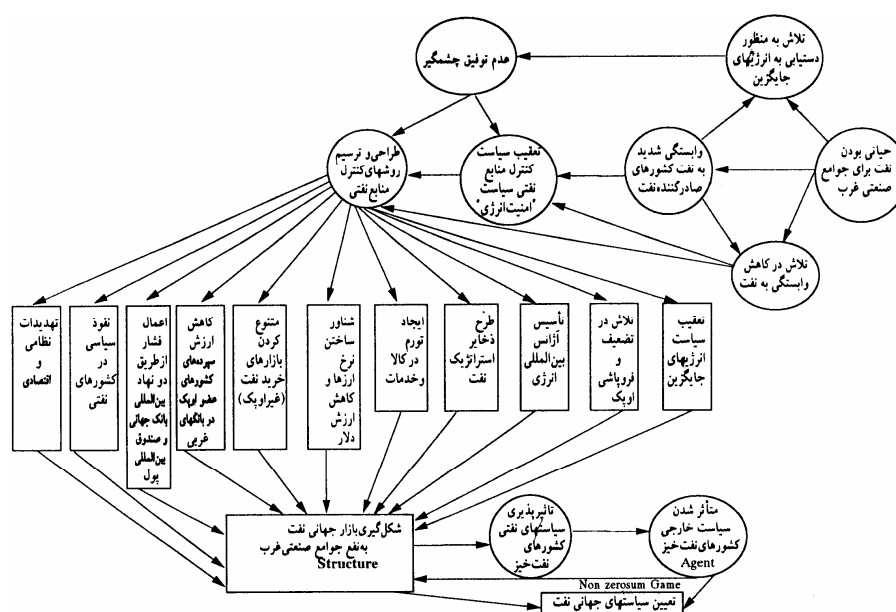 تلاش به منظور
دستیابی به انرژیهای
جایگزین
عدم توفیق چشمگیر
حیاتی بودن
نفت برای جوامع
صنعتی غرب
وابستگی شدید
به نفت کشورهای
صادرکننده نفت
تعقیب سیاست
کنترل منابع
نفتی سیاست
"امنیت انرژی"
طراحی و ترسیم
روشهای کنترل
منابع نفتی
تلاش در کاهش
وابستگی به نفت
تعقیب
سیاست
انرژیهای
جایگزین
تلاش در
تضعیف
و
فروپاشی
اوپک
تأسیس
آژانس
بین‌المللی
انرژی
طرح
ذخایر
استراتژیک
نفت
ایجاد
تورم
در کالا
و خدمات
شناور
ساختن
نرخ
ارزها و
کاهش
ارزش
دلار
متنوع
کردن
بازارهای
خرید نفت
(غیراوپک)
کاهش
ارزش
سپرده‌های
کشورهای
عضو اوپک
در بانکهای
غربی
اعمال
فشار
ازطریق
دو نهاد
بین‌المللی
بانک جهانی
و صندوق
بین‌المللی
پول
نفوذ
سیاسی
در
کشورهای
نفتی
تهدیدات
نظامی
و
اقتصادی
شکل‌گیری بازار جهانی نفت
به نفع جوامع صنعتی غرب
Structure
تاثیرپذیری
سیاستهای نفتی
کشورهای
نفت‌خیز
متأثر شدن
سیاست خارجی
کشورهای نفت‌خیز
Agent
Non zerosum Game
تعیین سیاستهای جهانی نفت